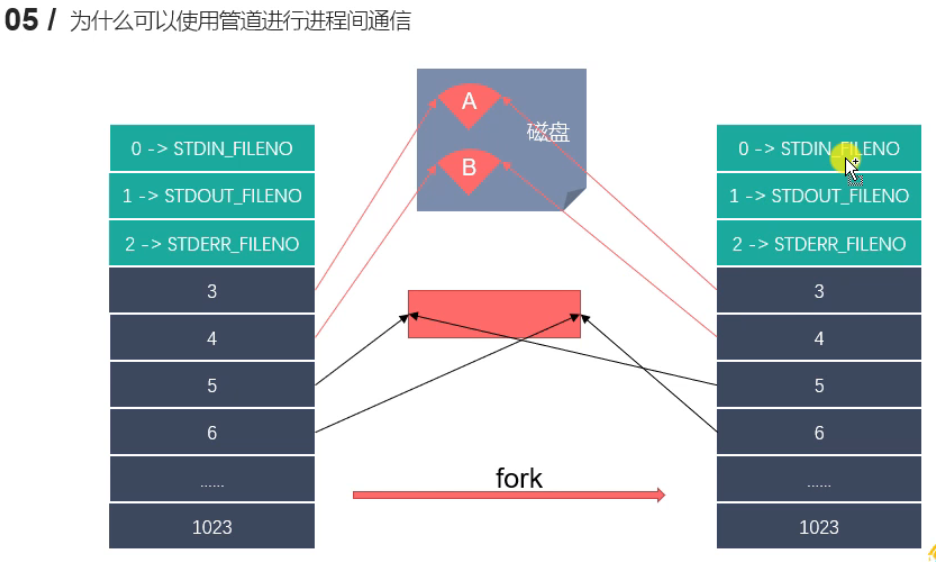 05 / 为什么可以使用管道进行进程间通信
A
磁盘
B
0 -> STDIN_FILENO
1 -> STDOUT_FILENO
2 -> STDERR_FILENO
3
4
5
6
......
1023
0 -> STDIN_FILENO
1 -> STDOUT_FILENO
2 -> STDERR_FILENO
3
4
5
6
......
1023
fork